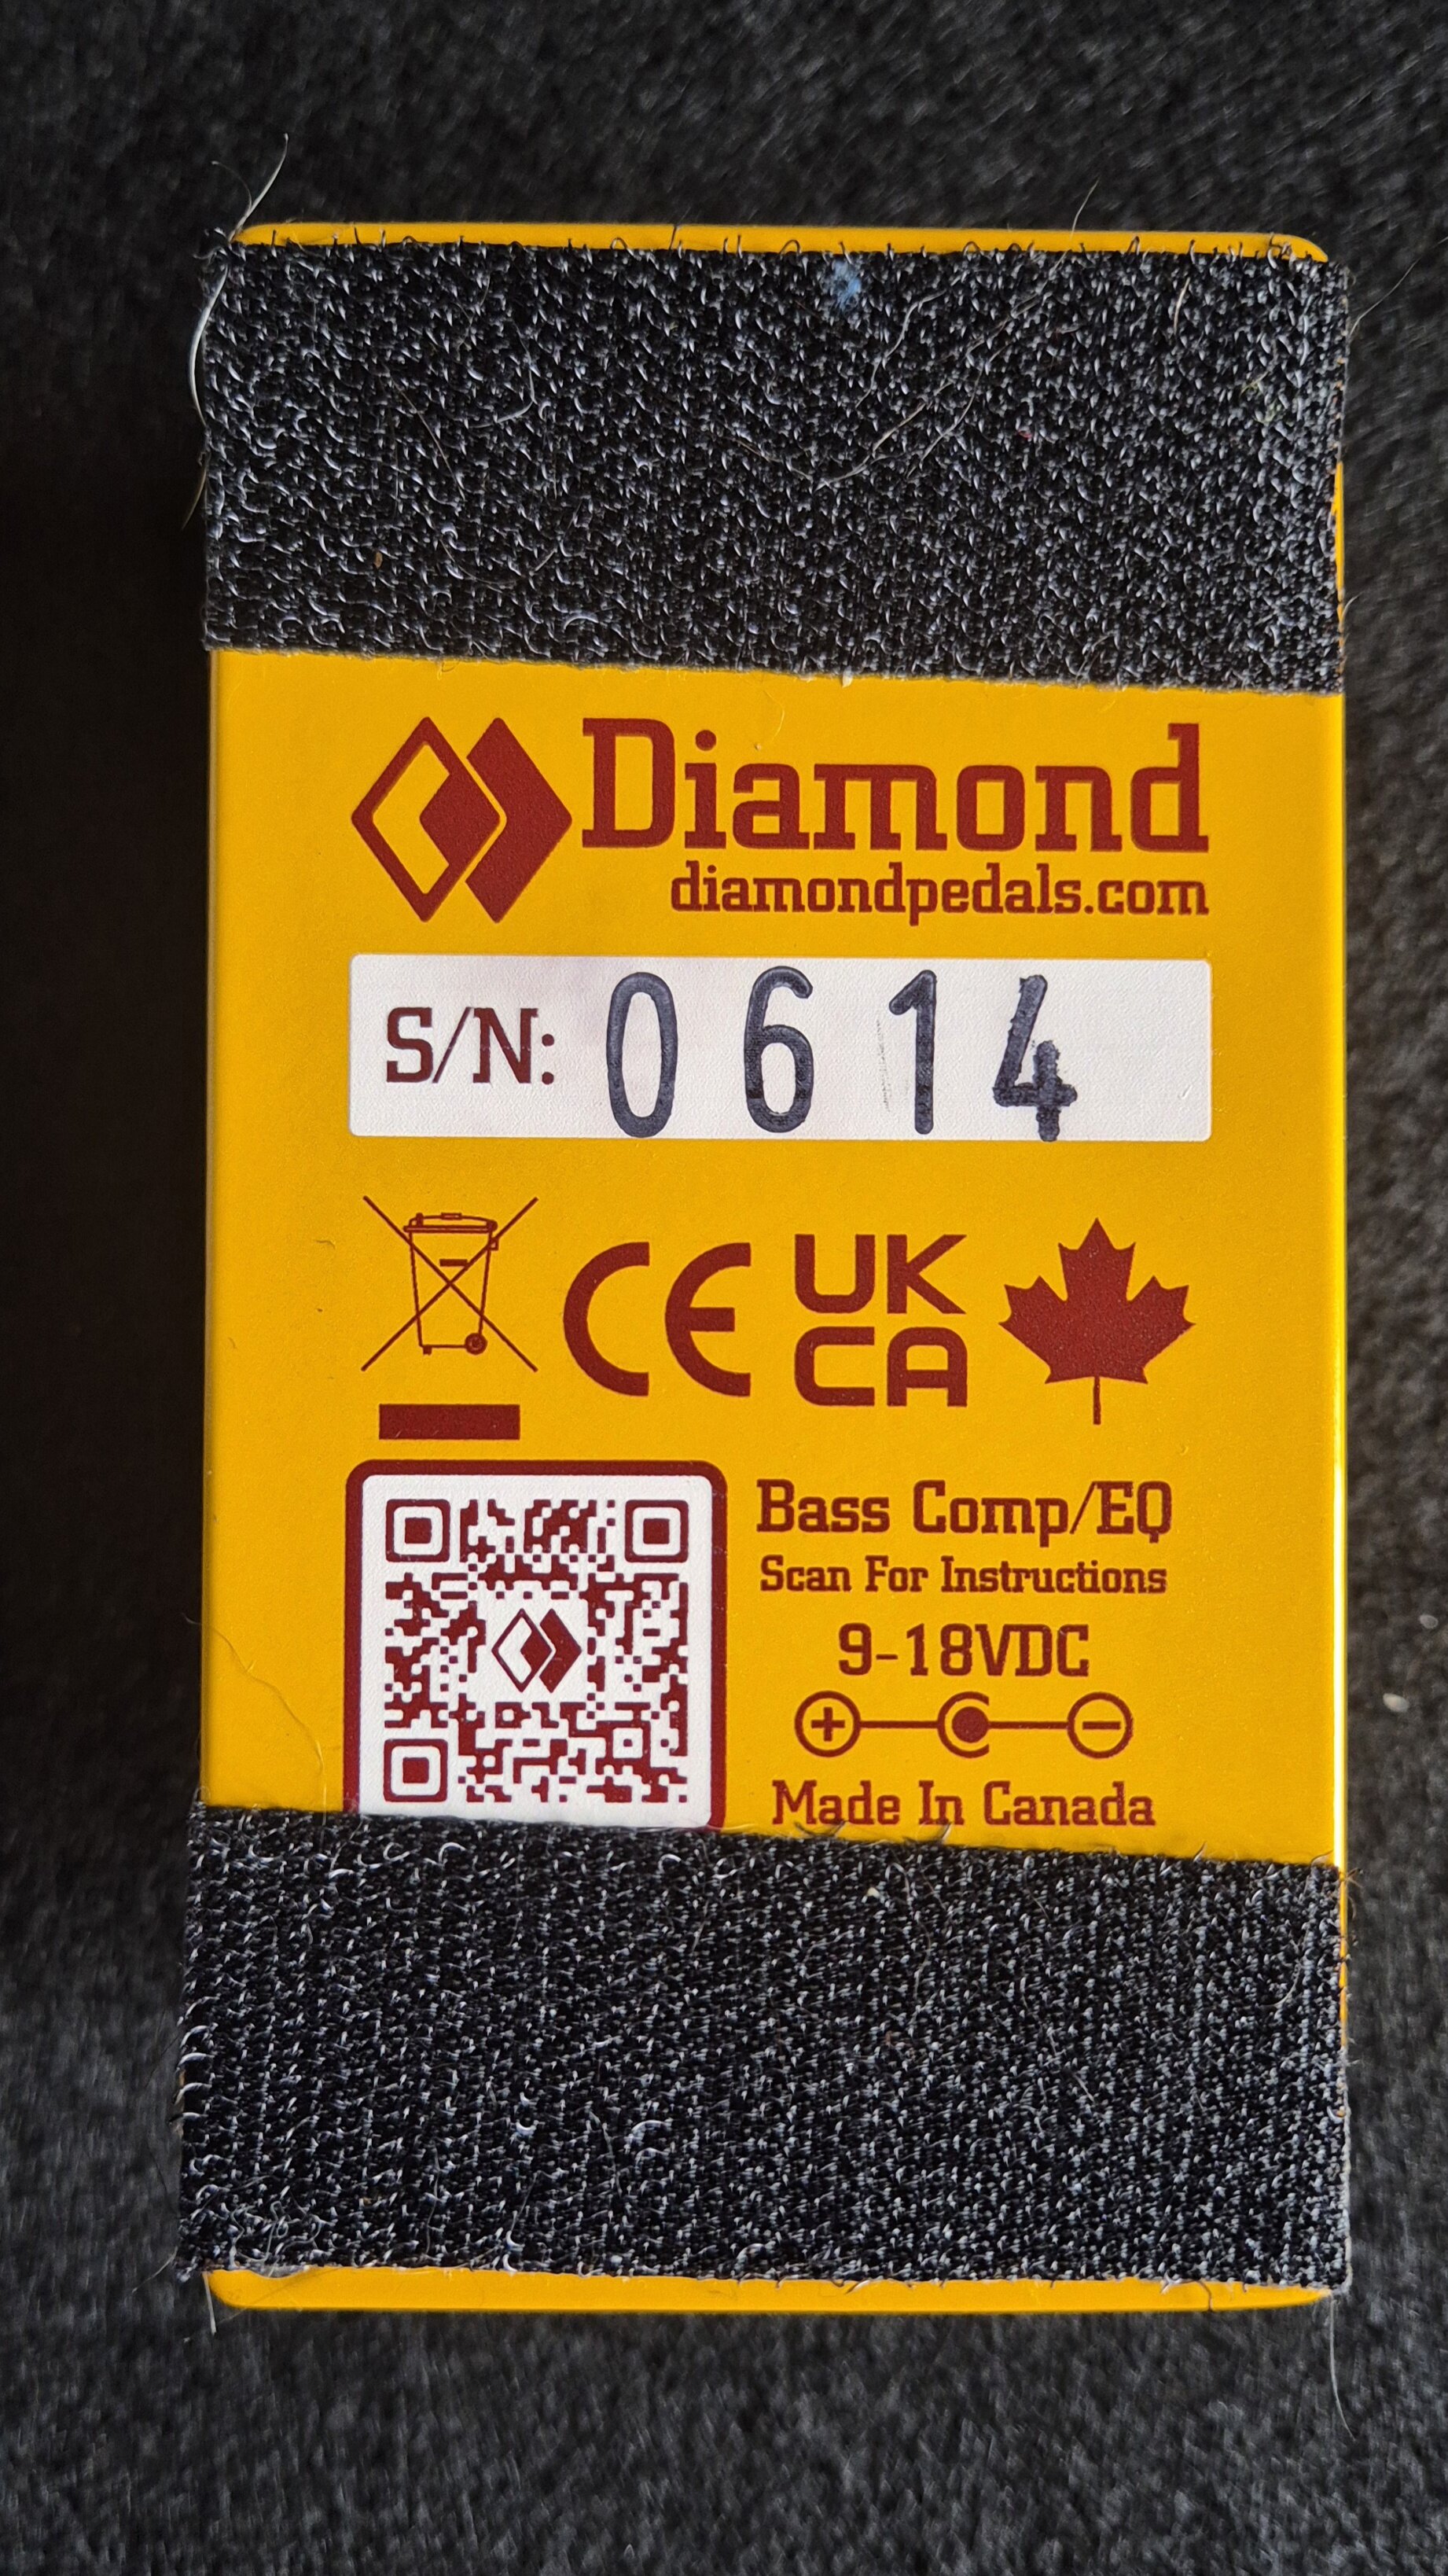 Diamond
diamondpedals.com
S/N: 0614
CE
UK
CA
Bass Comp/EQ
Scan For Instructions
9-18VDC
Made In Canada